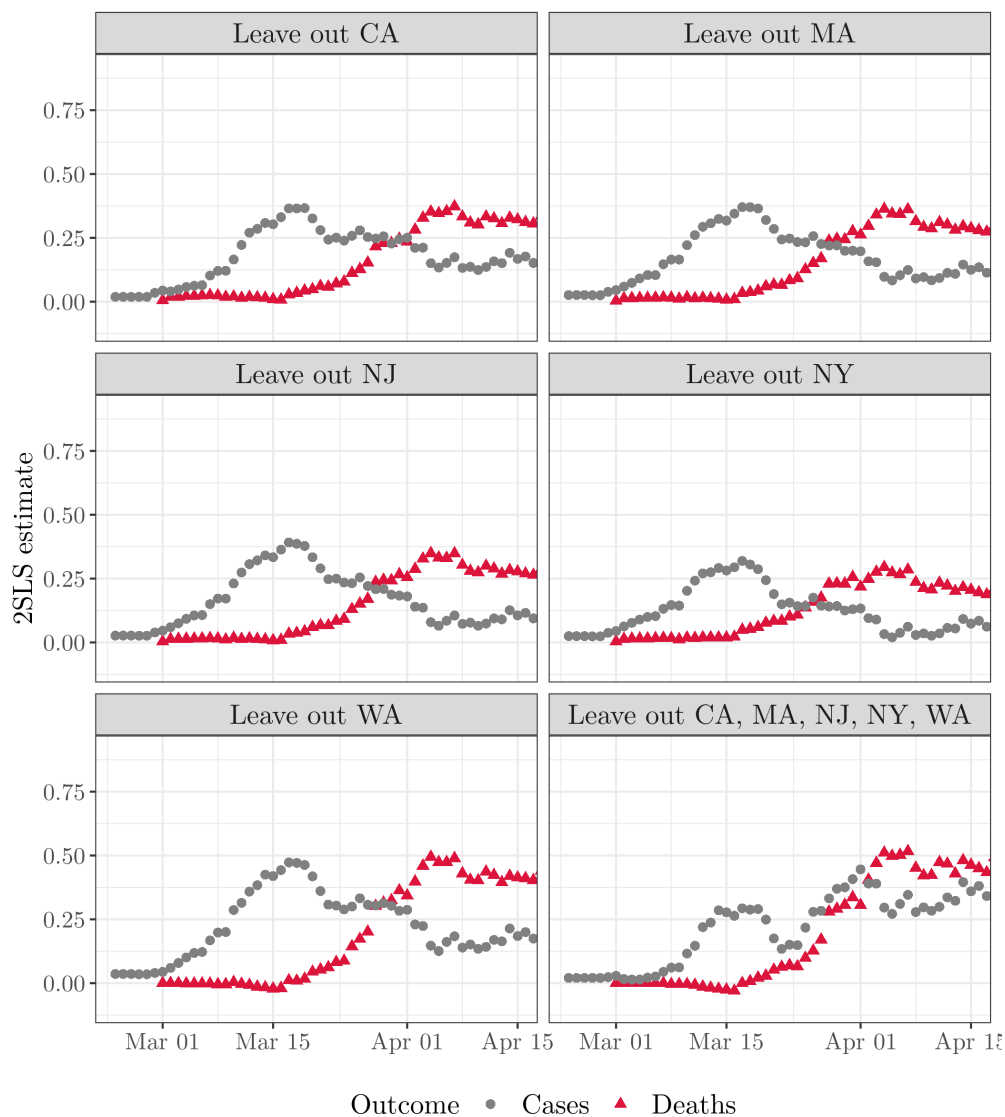 Leave out CA
Leave out MA
0.75
0.50
0.25
0.00
Leave out NJ
Leave out NY
0.75
0.50
0.25
0.00
2SLS estimate
Leave out WA
Leave out CA, MA, NJ, NY, WA
0.75
0.50
0.25
0.00
Mar 01
Mar 15
Apr 01
Apr 15
Mar 01
Mar 15
Apr 01
Apr 15
Outcome
Cases
Deaths